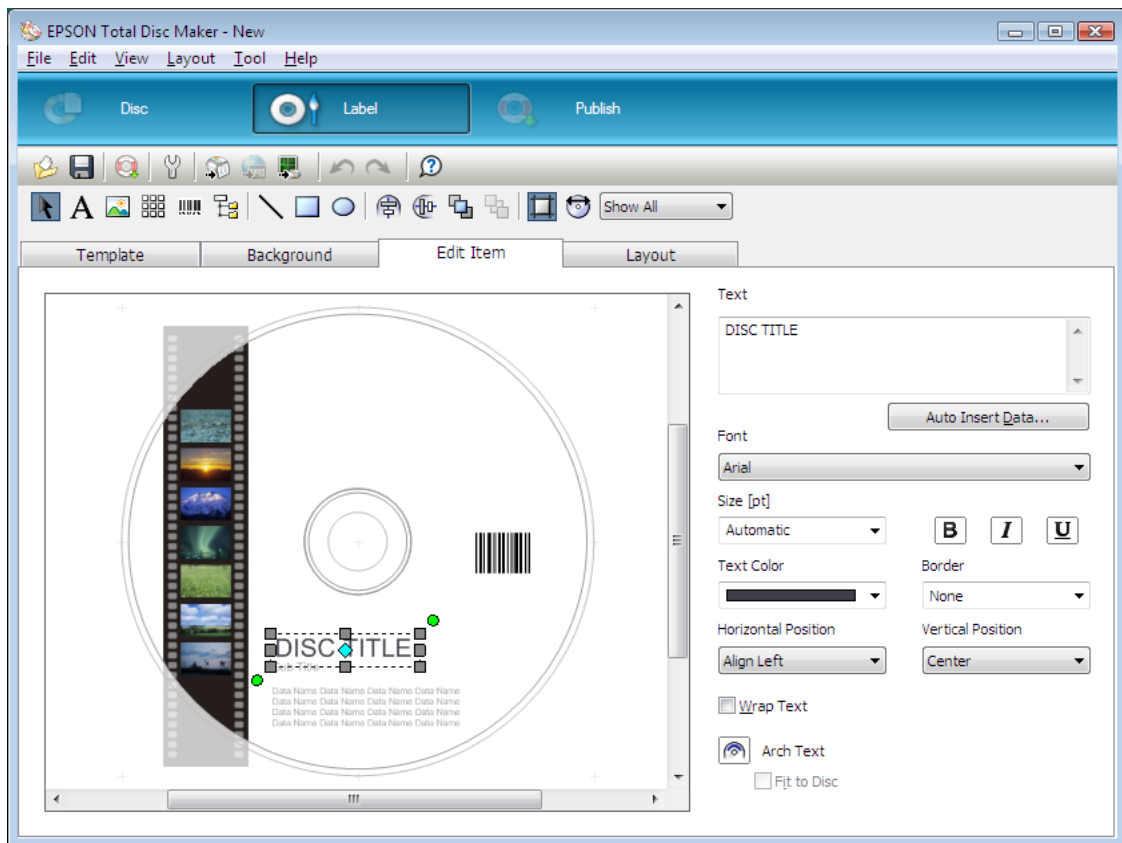 EPSON Total Disc Maker - New
File Edit View Layout Tool Help
Disc Label Publish
A Show All
Template Background Edit Item Layout
Text
DISC TITLE
Auto Insert Data...
Font
Arial
Size [pt]
Automatic B I U
Text Color Border
None
Horizontal Position Vertical Position
Align Left Center
Wrap Text
Arch Text
Fit to Disc
DISC TITLE
Sub Title
Data Name Data Name Data Name Data Name
Data Name Data Name Data Name Data Name
Data Name Data Name Data Name Data Name
Data Name Data Name Data Name Data Name